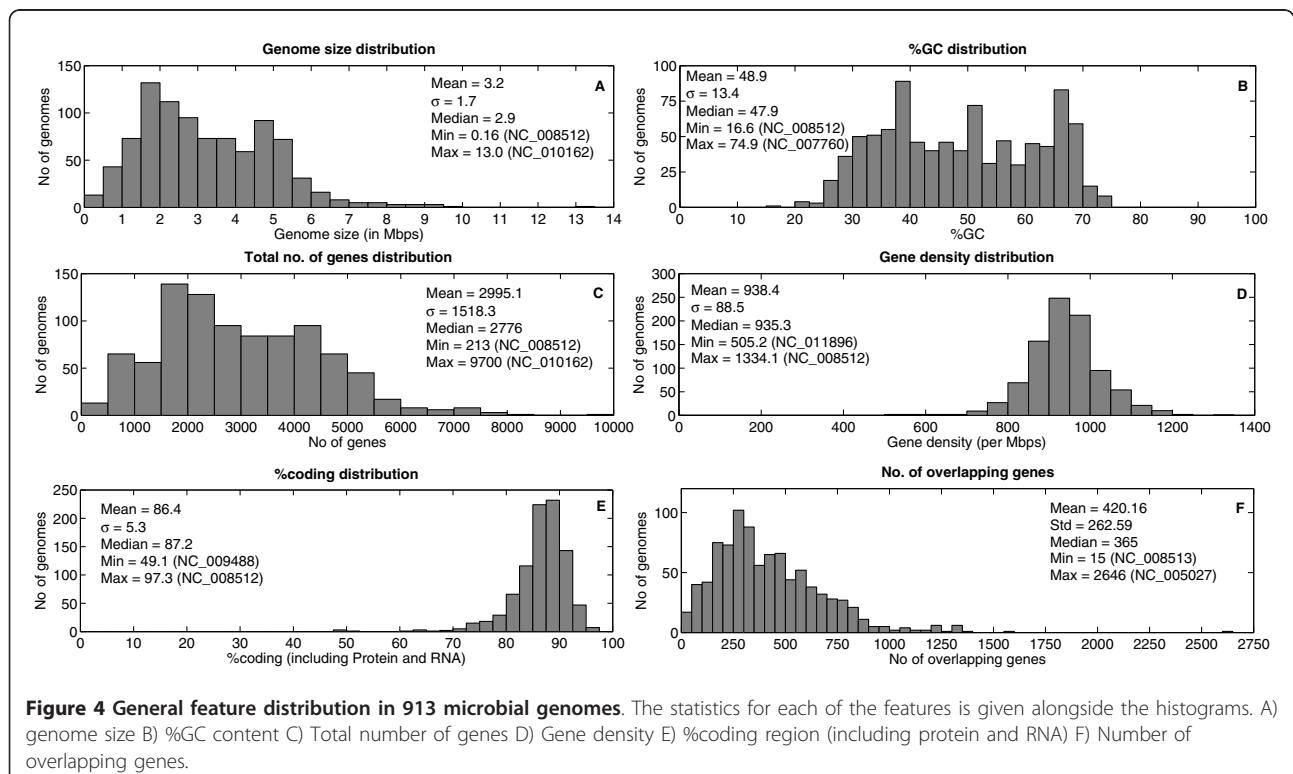 Genome size distribution
150
100
50
0
No of genomes
Mean = 3.2
σ = 1.7
Median = 2.9
Min = 0.16 (NC_008512)
Max = 13.0 (NC_010162)
A
0 1 2 3 4 5 6 7 8 9 10 11 12 13 14
Genome size (in Mbps)
%GC distribution
100
75
50
25
0
No of genomes
Mean = 48.9
σ = 13.4
Median = 47.9
Min = 16.6 (NC_008512)
Max = 74.9 (NC_007760)
B
0 10 20 30 40 50 60 70 80 90 100
%GC
Total no. of genes distribution
150
100
50
0
No of genomes
Mean = 2995.1
σ = 1518.3
Median = 2776
Min = 213 (NC_008512)
Max = 9700 (NC_010162)
C
0 1000 2000 3000 4000 5000 6000 7000 8000 9000 10000
No of genes
Gene density distribution
300
250
200
150
100
50
0
No. of genomes
Mean = 938.4
σ = 88.5
Median = 935.3
Min = 505.2 (NC_011896)
Max = 1334.1 (NC_008512)
D
0 200 400 600 800 1000 1200 1400
Gene density (per Mbps)
%coding distribution
250
200
150
100
50
0
No. of genomes
Mean = 86.4
σ = 5.3
Median = 87.2
Min = 49.1 (NC_009488)
Max = 97.3 (NC_008512)
E
0 10 20 30 40 50 60 70 80 90 100
%coding (including Protein and RNA)
No. of overlapping genes
100
50
0
No. of genomes
Mean = 420.16
Std = 262.59
Median = 365
Min = 15 (NC_008513)
Max = 2646 (NC_005027)
F
0 250 500 750 1000 1250 1500 1750 2000 2250 2500 2750
No of overlapping genes
Figure 4 General feature distribution in 913 microbial genomes. The statistics for each of the features is given alongside the histograms. A)
genome size B) %GC content C) Total number of genes D) Gene density E) %coding region (including protein and RNA) F) Number of
overlapping genes.